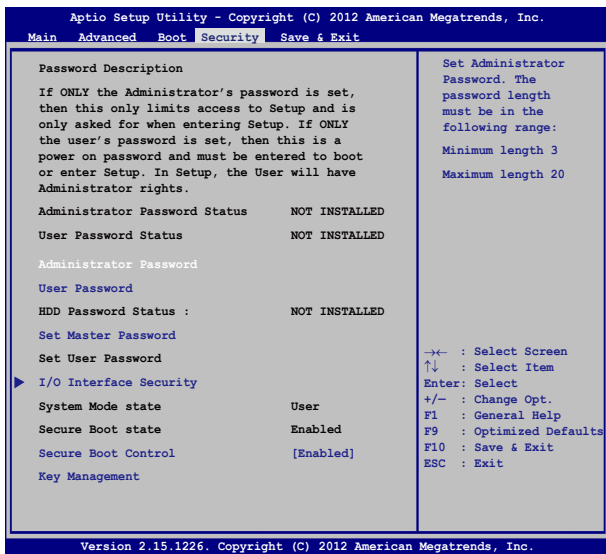 Aptio Setup Utility - Copyright (C) 2012 American Megatrends, Inc.
Main Advanced Boot Security Save & Exit
Password Description
If ONLY the Administrator's password is set,
then this only limits access to Setup and is
only asked for when entering Setup. If ONLY
the user's password is set, then this is a
power on password and must be entered to boot
or enter Setup. In Setup, the User will have
Administrator rights.
Administrator Password Status NOT INSTALLED
User Password Status NOT INSTALLED
Administrator Password
User Password
HDD Password Status : NOT INSTALLED
Set Master Password
Set User Password
I/O Interface Security
System Mode state User
Secure Boot state Enabled
Secure Boot Control [Enabled]
Key Management
Set Administrator
Password. The
password length
must be in the
following range:
Minimum length 3
Maximum length 20
→← : Select Screen
↑↓ : Select Item
Enter: Select
+/— : Change Opt.
F1 : General Help
F9 : Optimized Defaults
F10 : Save & Exit
ESC : Exit
Version 2.15.1226. Copyright (C) 2012 American Megatrends, Inc.